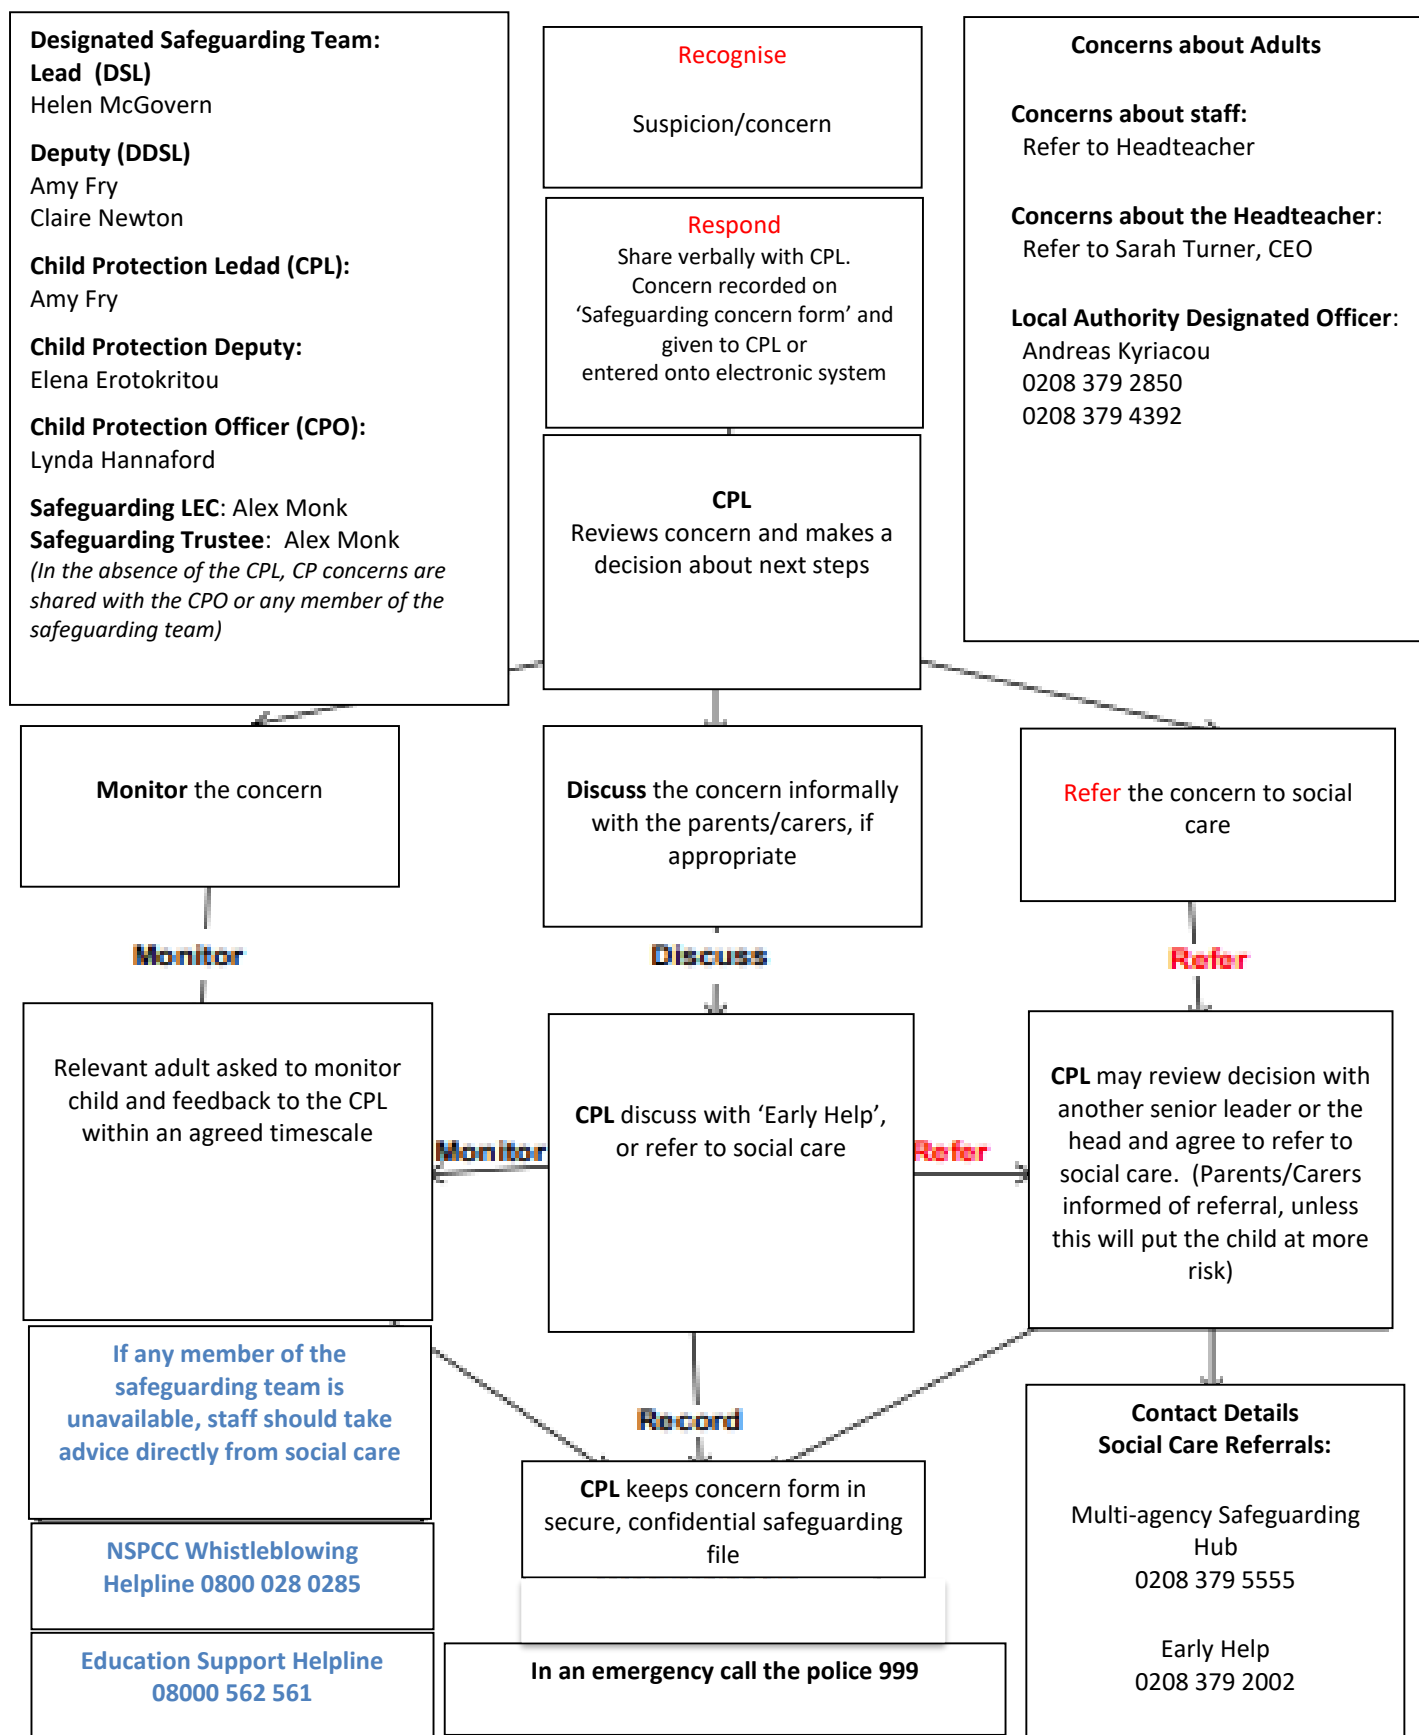 Designated Safeguarding Team:
Lead  (DSL)
Helen McGovern
Deputy (DDSL)
Amy Fry
Claire Newton
Child Protection Ledad (CPL):
Amy Fry
Child Protection Deputy:
Elena Erotokritou
Child Protection Officer (CPO):
Lynda Hannaford
Safeguarding LEC: Alex Monk
Safeguarding Trustee:  Alex Monk
(In the absence of the CPL, CP concerns are
shared with the CPO or any member of the
safeguarding team)
Recognise
Suspicion/concern
Respond
Share verbally with CPL.
Concern recorded on
‘Safeguarding concern form’ and
given to CPL or
entered onto electronic system
CPL
Reviews concern and makes a
decision about next steps
Concerns about Adults
Concerns about staff:
Refer to Headteacher
Concerns about the Headteacher:
Refer to Sarah Turner, CEO
Local Authority Designated Officer:
Andreas Kyriacou
0208 379 2850
0208 379 4392
Monitor the concern
Discuss the concern informally
with the parents/carers, if
appropriate
Refer the concern to social
care
Monitor
Discuss
Refer
Relevant adult asked to monitor
child and feedback to the CPL
within an agreed timescale
Monitor
CPL discuss with ‘Early Help’,
or refer to social care
Refer
CPL may review decision with
another senior leader or the
head and agree to refer to
social care.  (Parents/Carers
informed of referral, unless
this will put the child at more
risk)
If any member of the
safeguarding team is
unavailable, staff should take
advice directly from social care
Record
CPL keeps concern form in
secure, confidential safeguarding
file
Contact Details
Social Care Referrals:
Multi-agency Safeguarding
Hub
0208 379 5555
Early Help
0208 379 2002
NSPCC Whistleblowing
Helpline 0800 028 0285
Education Support Helpline
08000 562 561
In an emergency call the police 999